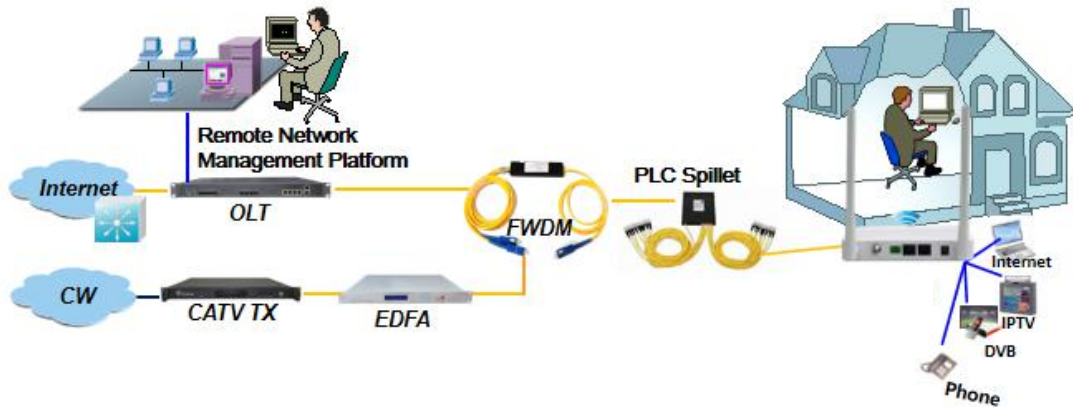 Remote Network
Management Platform
Internet
OLT
PLC Spillet
FWDM
CW
CATV TX
EDFA
Internet
IPTV
DVB
Phone